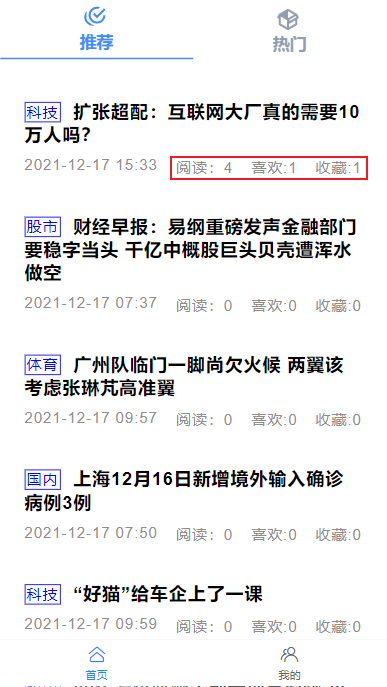 推荐
热门
科技 扩张超配：互联网大厂真的需要10
万人吗?
2021-12-17 15:33 阅读：4 喜欢:1 收藏:1
股市 财经早报：易纲重磅发声金融部门
要稳字当头 千亿中概股巨头贝壳遭浑水
做空
2021-12-17 07:37 阅读：0 喜欢:0 收藏:0
体育 广州队临门一脚尚欠火候 两翼该
考虑张琳芃高准翼
2021-12-17 09:57 阅读：0 喜欢:0 收藏:0
国内 上海12月16日新增境外输入确诊
病例3例
2021-12-17 07:50 阅读：0 喜欢:0 收藏:0
科技 “好猫”给车企上了一课
2021-12-17 09:59 阅读：0 喜欢:0 收藏:0
首页
我的